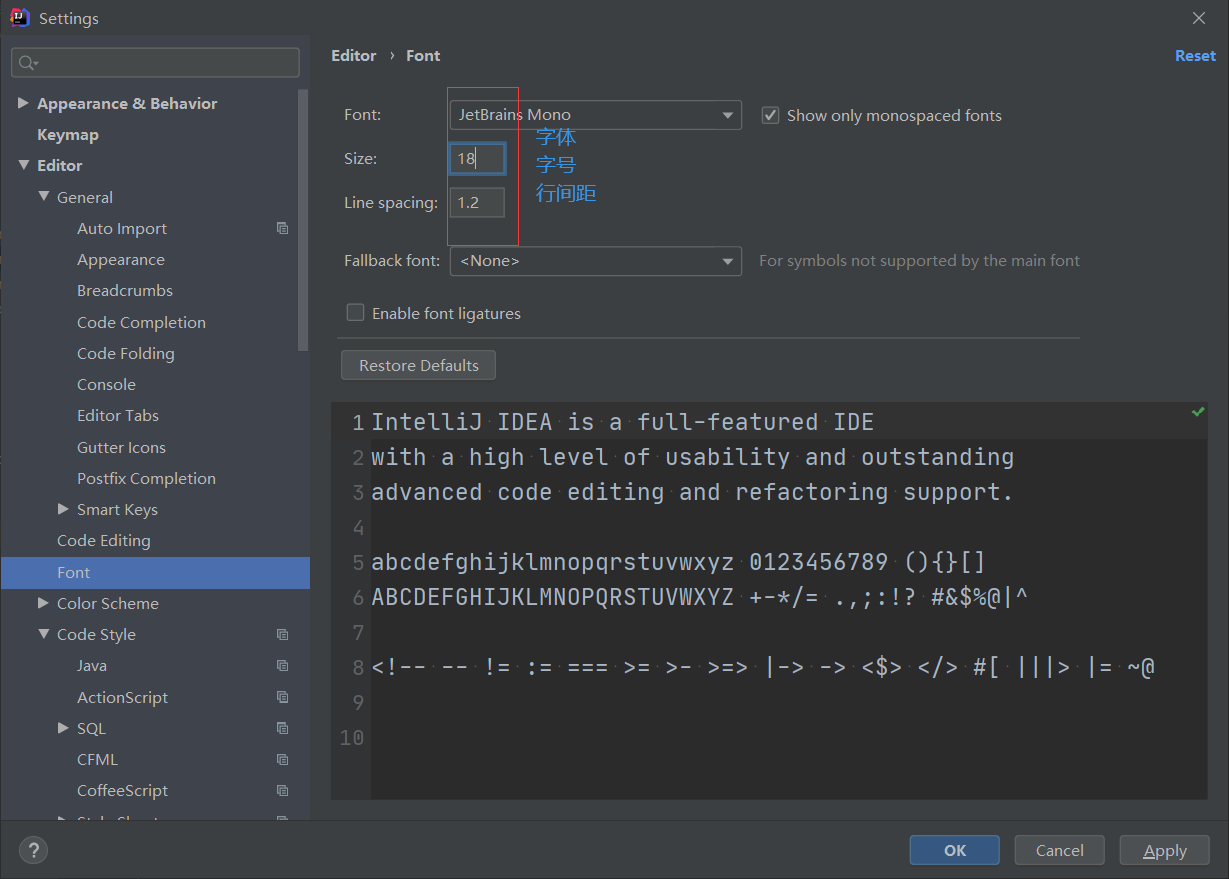 Settings
Editor › Font
Reset
Appearance & Behavior
Keymap
Editor
General
Auto Import
Appearance
Breadcrumbs
Code Completion
Code Folding
Console
Editor Tabs
Gutter Icons
Postfix Completion
Smart Keys
Code Editing
Font
Color Scheme
Code Style
Java
ActionScript
SQL
CFML
CoffeeScript
Font: JetBrains Mono
Show only monospaced fonts
字体
Size: 18
字号
Line spacing: 1.2
行间距
Fallback font: <None> For symbols not supported by the main font
Enable font ligatures
Restore Defaults
1 IntelliJ IDEA is a full-featured IDE
2 with a high level of usability and outstanding
3 advanced code editing and refactoring support.
4
5 abcdefghijklmnopqrstuvwxyz 0123456789 (){}[]
6 ABCDEFGHIJKLMNOPQRSTUVWXYZ +-*/= .,;:!? #&$%@|^
7
8 <!-- -- != := === >= >- >=> |-> -> <$> </> #[ |||> |= ~@
9
10
?
OK
Cancel
Apply